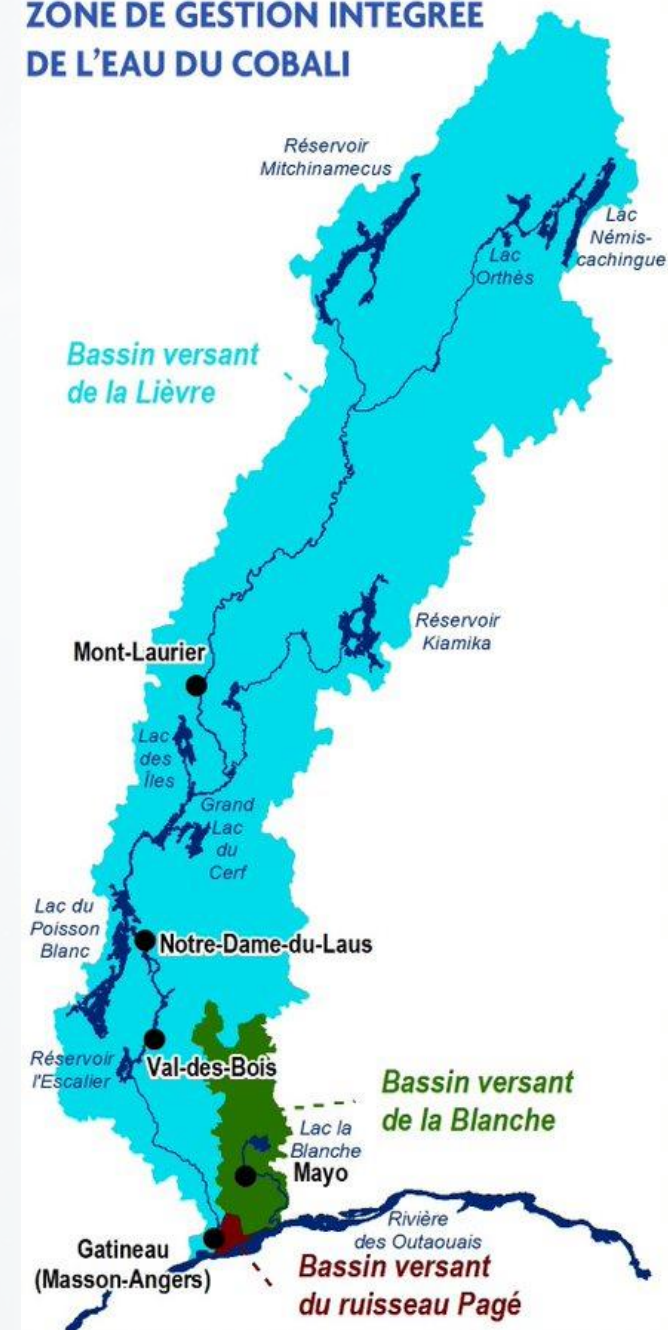 ZONE DE GESTION INTÉGRÉE
DE L'EAU DU COBALI
Réservoir
Mitchinamecus
Lac
Némis-
cachingue
Lac
Orthès
Bassin versant
de la Lièvre
Réservoir
Kiamika
Mont-Laurier
Lac
des
Îles
Grand
Lac
du
Cerf
Lac du
Poisson
Blanc
Notre-Dame-du-Laus
Réservoir
l'Escalier
Val-des-Bois
Bassin versant
de la Blanche
Lac la
Blanche
Mayo
Rivière
des Outaouais
Gatineau
(Masson-Angers)
Bassin versant
du ruisseau Pagé